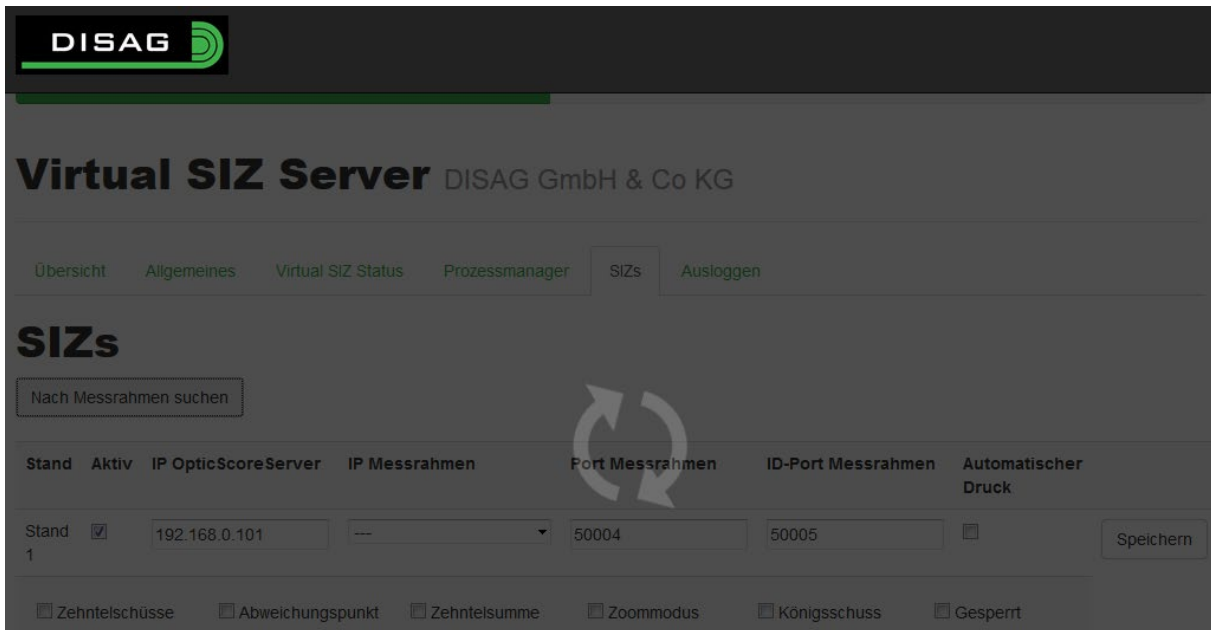 DISAG
Virtual SIZ Server DISAG GmbH & Co KG
Übersicht Allgemeines Virtual SIZ Status Prozessmanager SIZs Ausloggen
SIZs
Nach Messrahmen suchen
Stand Aktiv IP OpticScoreServer IP Messrahmen Port Messrahmen ID-Port Messrahmen Automatischer
Druck
Stand 192.168.0.101 --- 50004 50005 Speichern
1
Zehntelschüsse Abweichungspunkt Zehntelsumme Zoommodus Königsschuss Gesperrt